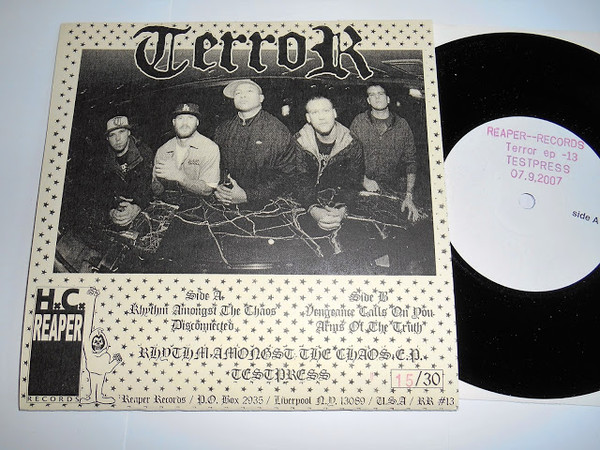 Terror
REAPER--RECORDS
Terror ep -13
TESTPRESS
07.9,2007
side A
Side A
Rhythm Amongst The Chaos
Disconnected
Side B
Vengeance Calls On You
Arms Of The Truth
H.C.
REAPER
RECORDS
RHYTHM AMONGST THE CHAOS E.P.
TESTPRESS
15/30
Reaper Records / P.O. Box 2935 / Liverpool N.Y. 13089 / U.S.A / RR #13